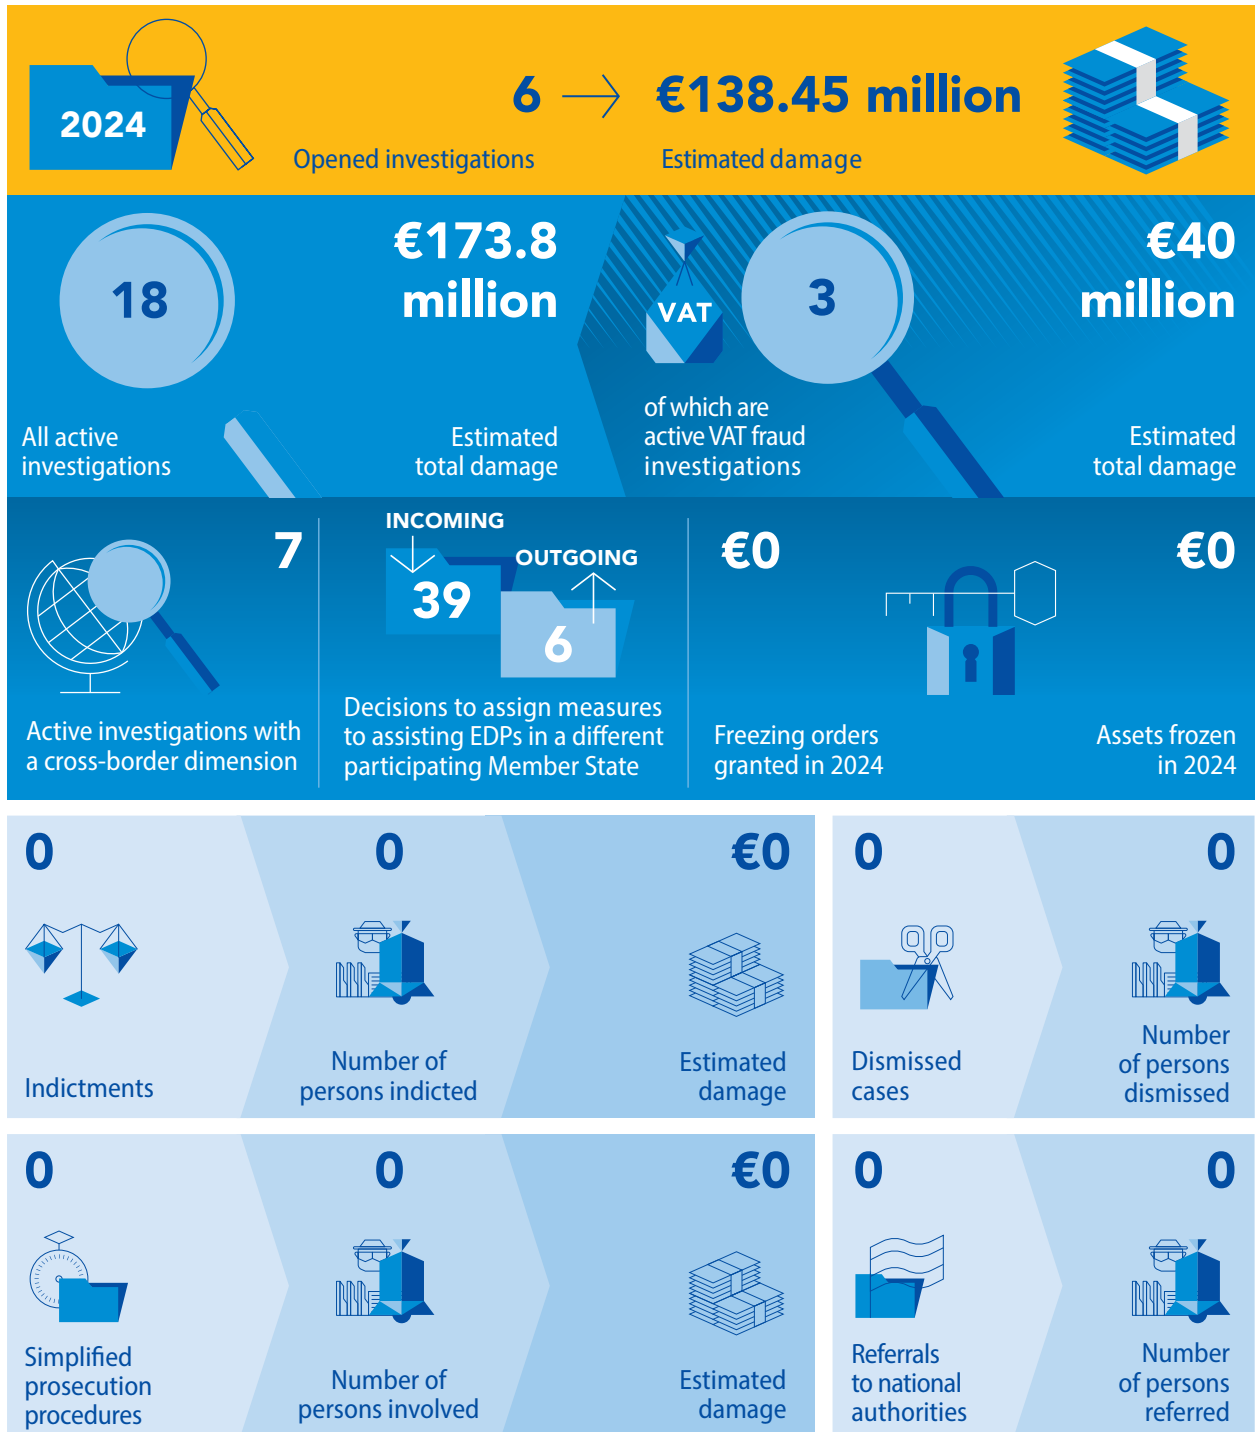 2024
6
€138.45 million
Opened investigations
Estimated damage
18
€173.8
million
All active
investigations
Estimated
total damage
VAT
3
€40
million
of which are
active VAT fraud
investigations
Estimated
total damage
7
Active investigations with
a cross-border dimension
INCOMING
39
OUTGOING
6
Decisions to assign measures
to assisting EDPs in a different
participating Member State
€0
Freezing orders
granted in 2024
€0
Assets frozen
in 2024
0
Indictments
0
Number of
persons indicted
€0
Estimated
damage
0
Dismissed
cases
0
Number
of persons
dismissed
0
Simplified
prosecution
procedures
0
Number of
persons involved
€0
Estimated
damage
0
Referrals
to national
authorities
0
Number
of persons
referred